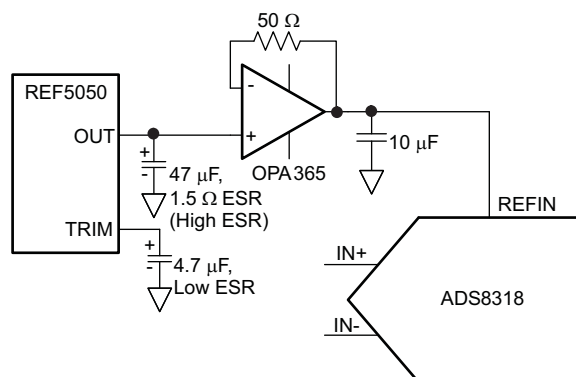 50 Ω
REF5050
OUT
-
+
OPA365
+
-
47 µF,
1.5 Ω ESR
(High ESR)
10 µF
TRIM
+
-
4.7 µF,
Low ESR
REFIN
IN+
ADS8318
IN-